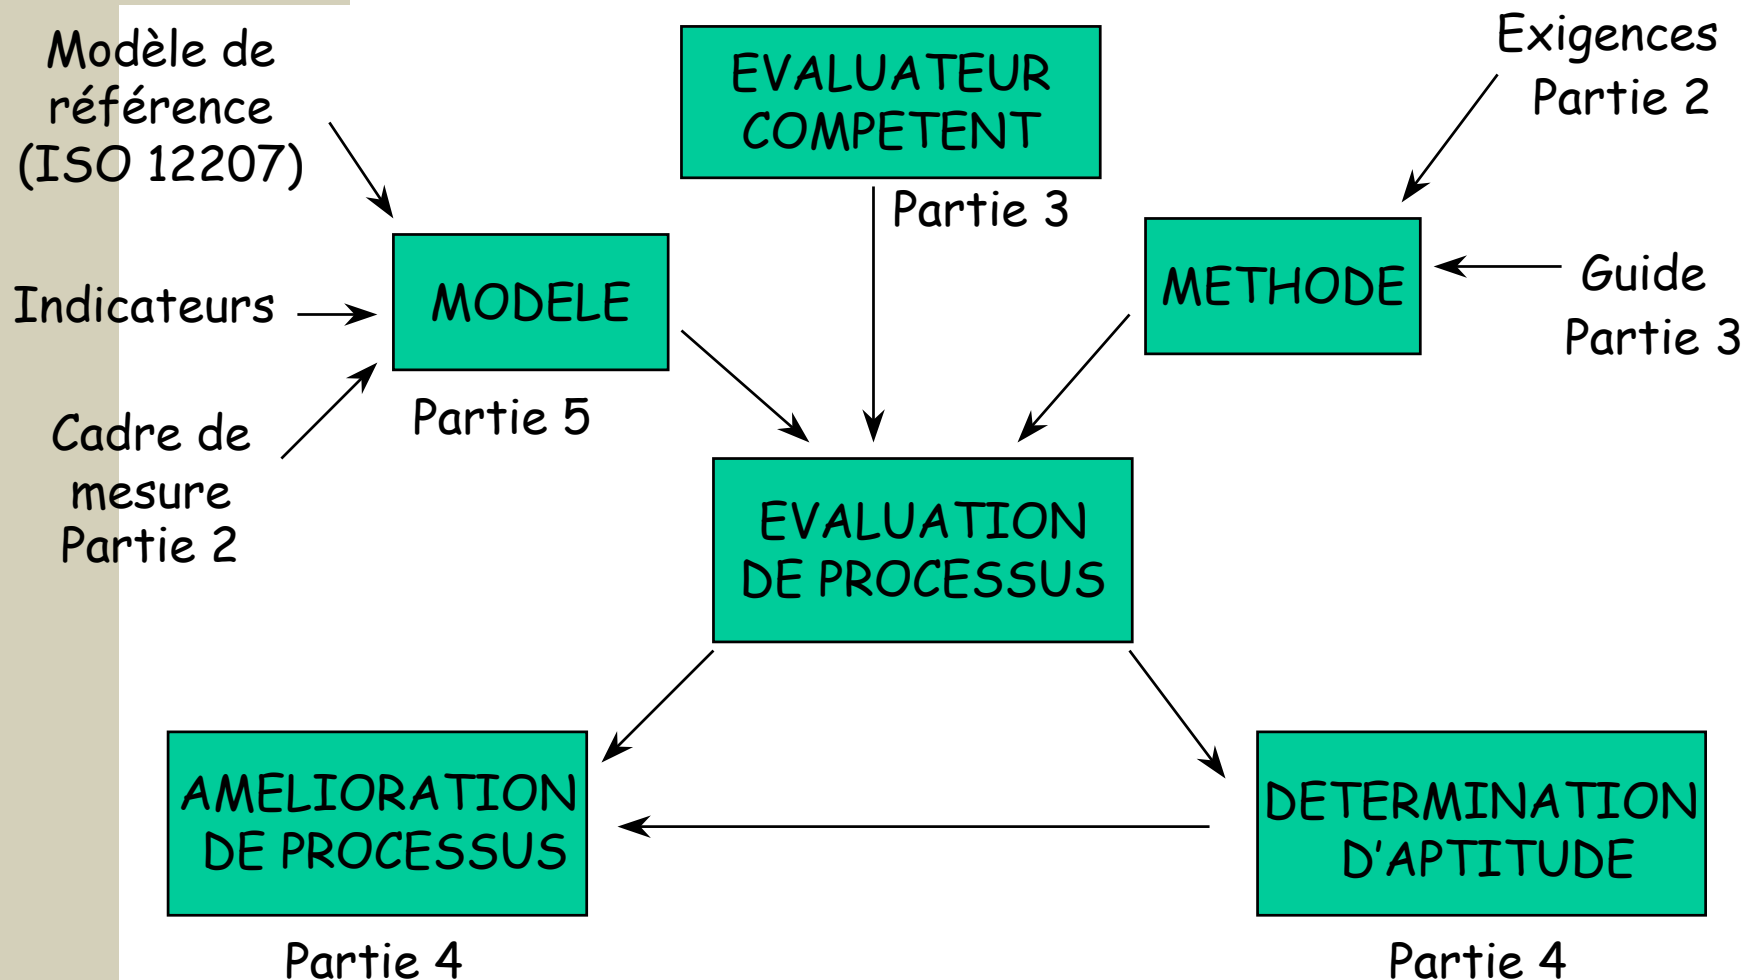 Modèle de
référence
(ISO 12207)
EVALUATEUR
COMPETENT
Partie 3
Exigences
Partie 2
Indicateurs
MODELE
Partie 5
METHODE
Guide
Partie 3
Cadre de
mesure
Partie 2
EVALUATION
DE PROCESSUS
AMELIORATION
DE PROCESSUS
Partie 4
DETERMINATION
D'APTITUDE
Partie 4